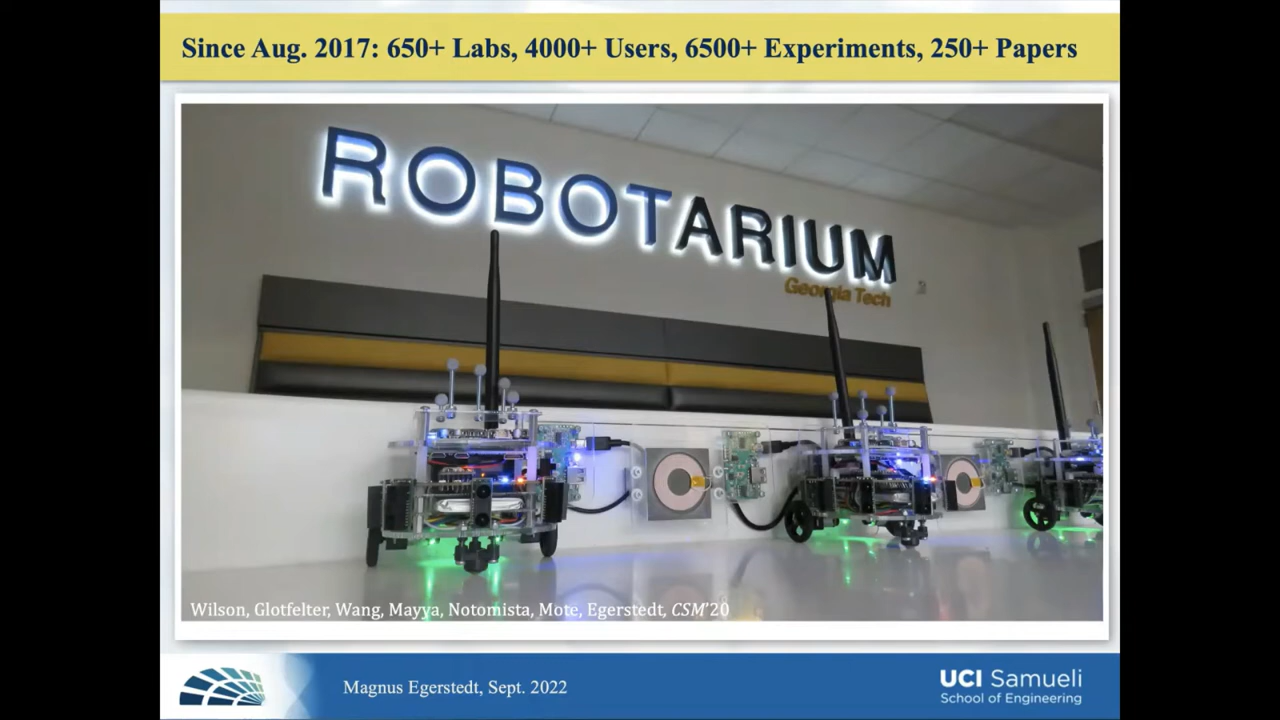 Since Aug. 2017: 650+ Labs, 4000+ Users, 6500+ Experiments, 250+ Papers
ROBOTARIUM
Georgia Tech
Wilson, Glotfelter, Wang, Mayya, Notomista, Mote, Egerstedt, CSM'20
Magnus Egerstedt, Sept. 2022
UCI Samueli
School of Engineering